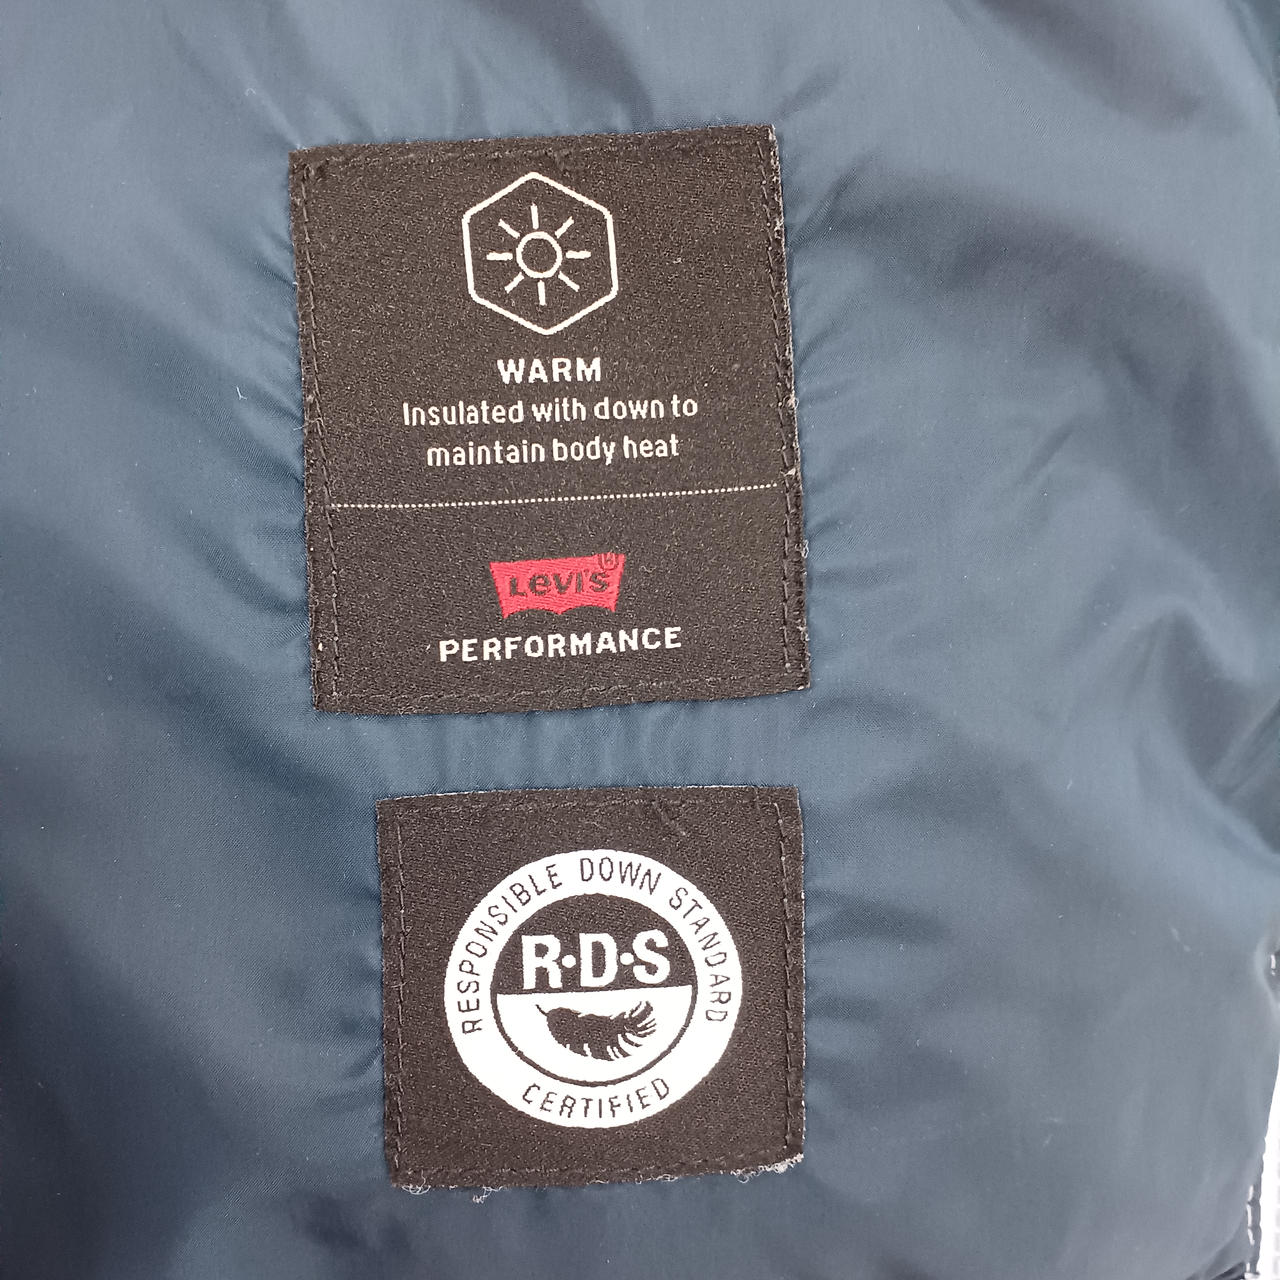 WARM
Insulated with down to
maintain body heat
Levi's
PERFORMANCE
RESPONSIBLE DOWN STANDARD
R·D·S
CERTIFIED